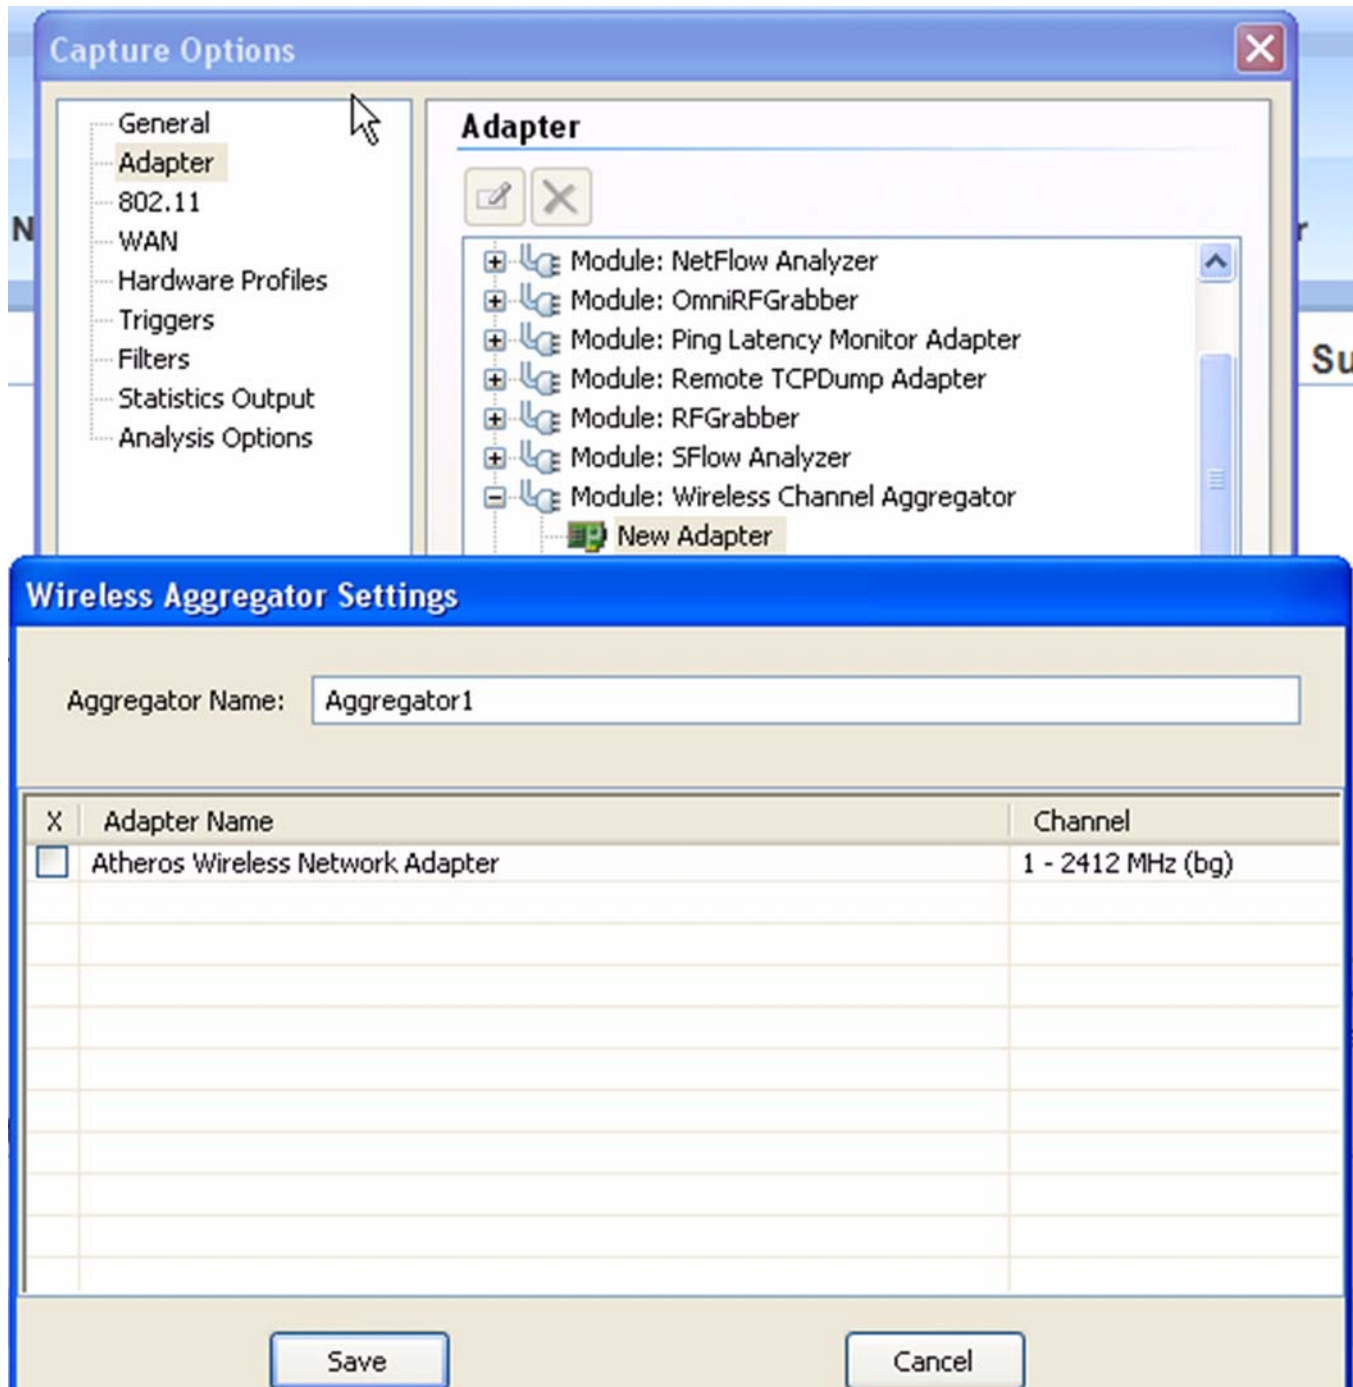 Capture Options
General
Adapter
802.11
WAN
Hardware Profiles
Triggers
Filters
Statistics Output
Analysis Options
Adapter
Module: NetFlow Analyzer
Module: OmniRFGrabber
Module: Ping Latency Monitor Adapter
Module: Remote TCPDump Adapter
Module: RFGrabber
Module: SFlow Analyzer
Module: Wireless Channel Aggregator
New Adapter
N
r
Su
Wireless Aggregator Settings
Aggregator Name: Aggregator1
X Adapter Name Channel
Atheros Wireless Network Adapter 1 - 2412 MHz (bg)
Save Cancel